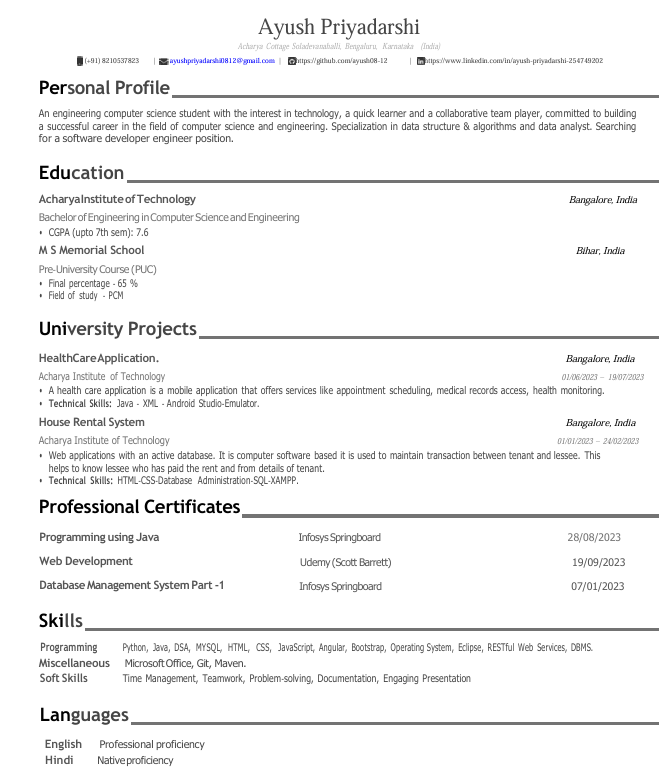 Ayush Priyadarshi
Acharya Cottage Soladevanahalli, Bengaluru, Karnataka (India)
(+91) 8210537823 | ayushpriyadarshi0812@gmail.com | https://github.com/ayush08-12 | https://www.linkedin.com/in/ayush-priyadarshi-254749202
Personal Profile
An engineering computer science student with the interest in technology, a quick learner and a collaborative team player, committed to building
a successful career in the field of computer science and engineering. Specialization in data structure & algorithms and data analyst. Searching
for a software developer engineer position.
Education
Acharya Institute of Technology Bangalore, India
Bachelor of Engineering in Computer Science and Engineering
• CGPA (upto 7th sem): 7.6
M S Memorial School Bihar, India
Pre-University Course (PUC)
• Final percentage - 65 %
• Field of study - PCM
University Projects
HealthCare Application. Bangalore, India
Acharya Institute of Technology 01/06/2023 – 19/07/2023
• A health care application is a mobile application that offers services like appointment scheduling, medical records access, health monitoring.
• Technical Skills: Java - XML - Android Studio-Emulator.
House Rental System Bangalore, India
Acharya Institute of Technology 01/01/2023 – 24/02/2023
• Web applications with an active database. It is computer software based it is used to maintain transaction between tenant and lessee. This
helps to know lessee who has paid the rent and from details of tenant.
• Technical Skills: HTML-CSS-Database Administration-SQL-XAMPP.
Professional Certificates
Programming using Java Infosys Springboard 28/08/2023
Web Development Udemy (Scott Barrett) 19/09/2023
Database Management System Part -1 Infosys Springboard 07/01/2023
Skills
Programming Python, Java, DSA, MYSQL, HTML, CSS, JavaScript, Angular, Bootstrap, Operating System, Eclipse, RESTful Web Services, DBMS.
Miscellaneous Microsoft Office, Git, Maven.
Soft Skills Time Management, Teamwork, Problem-solving, Documentation, Engaging Presentation
Languages
English Professional proficiency
Hindi Native proficiency